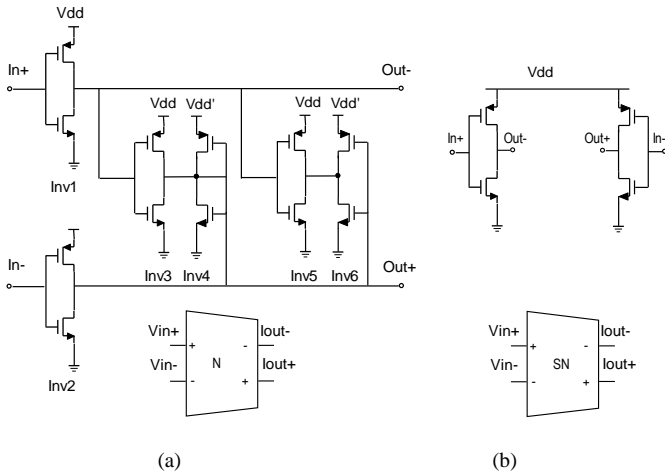 Vdd
In+
Out-
Vdd Vdd'
Vdd Vdd'
Inv1
In-
Out+
Inv3 Inv4
Inv5 Inv6
Inv2
Vin+
Vin-
+
-
N
-
+
Iout-
Iout+
(a)
Vdd
In+
Out-
Out+
In-
Vin+
Vin-
+
-
SN
-
+
Iout-
Iout+
(b)